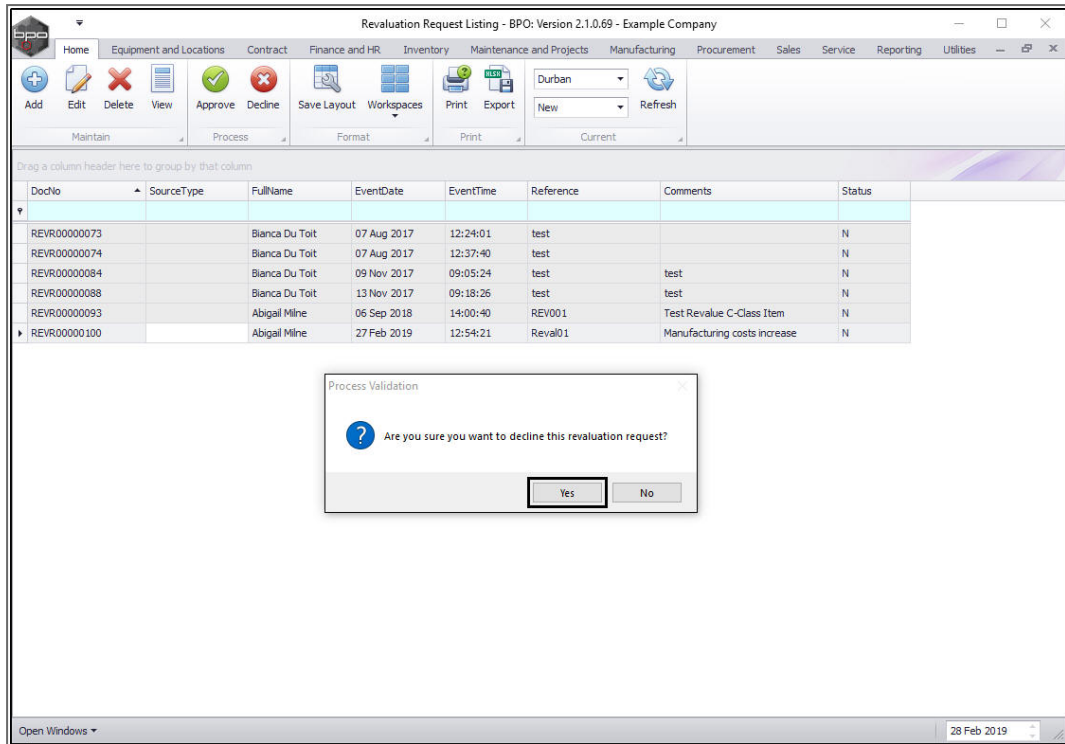 Revaluation Request Listing - BPO: Version 2.1.0.69 - Example Company
bpo
Home Equipment and Locations Contract Finance and HR Inventory Maintenance and Projects Manufacturing Procurement Sales Service Reporting Utilities
Add Edit Delete View Approve Decline Save Layout Workspaces Print Export Durban New Refresh
Maintain Process Format Print Current
Drag a column header here to group by that column
DocNo SourceType FullName EventDate EventTime Reference Comments Status
REVR00000073 Bianca Du Toit 07 Aug 2017 12:24:01 test N
REVR00000074 Bianca Du Toit 07 Aug 2017 12:37:40 test N
REVR00000084 Bianca Du Toit 09 Nov 2017 09:05:24 test test N
REVR00000088 Bianca Du Toit 13 Nov 2017 09:18:26 test test N
REVR00000093 Abigail Milne 06 Sep 2018 14:00:40 REV001 Test Revalue C-Class Item N
REVR00000100 Abigail Milne 27 Feb 2019 12:54:21 Reval01 Manufacturing costs increase N
Process Validation
Are you sure you want to decline this revaluation request?
Yes No
Open Windows 28 Feb 2019